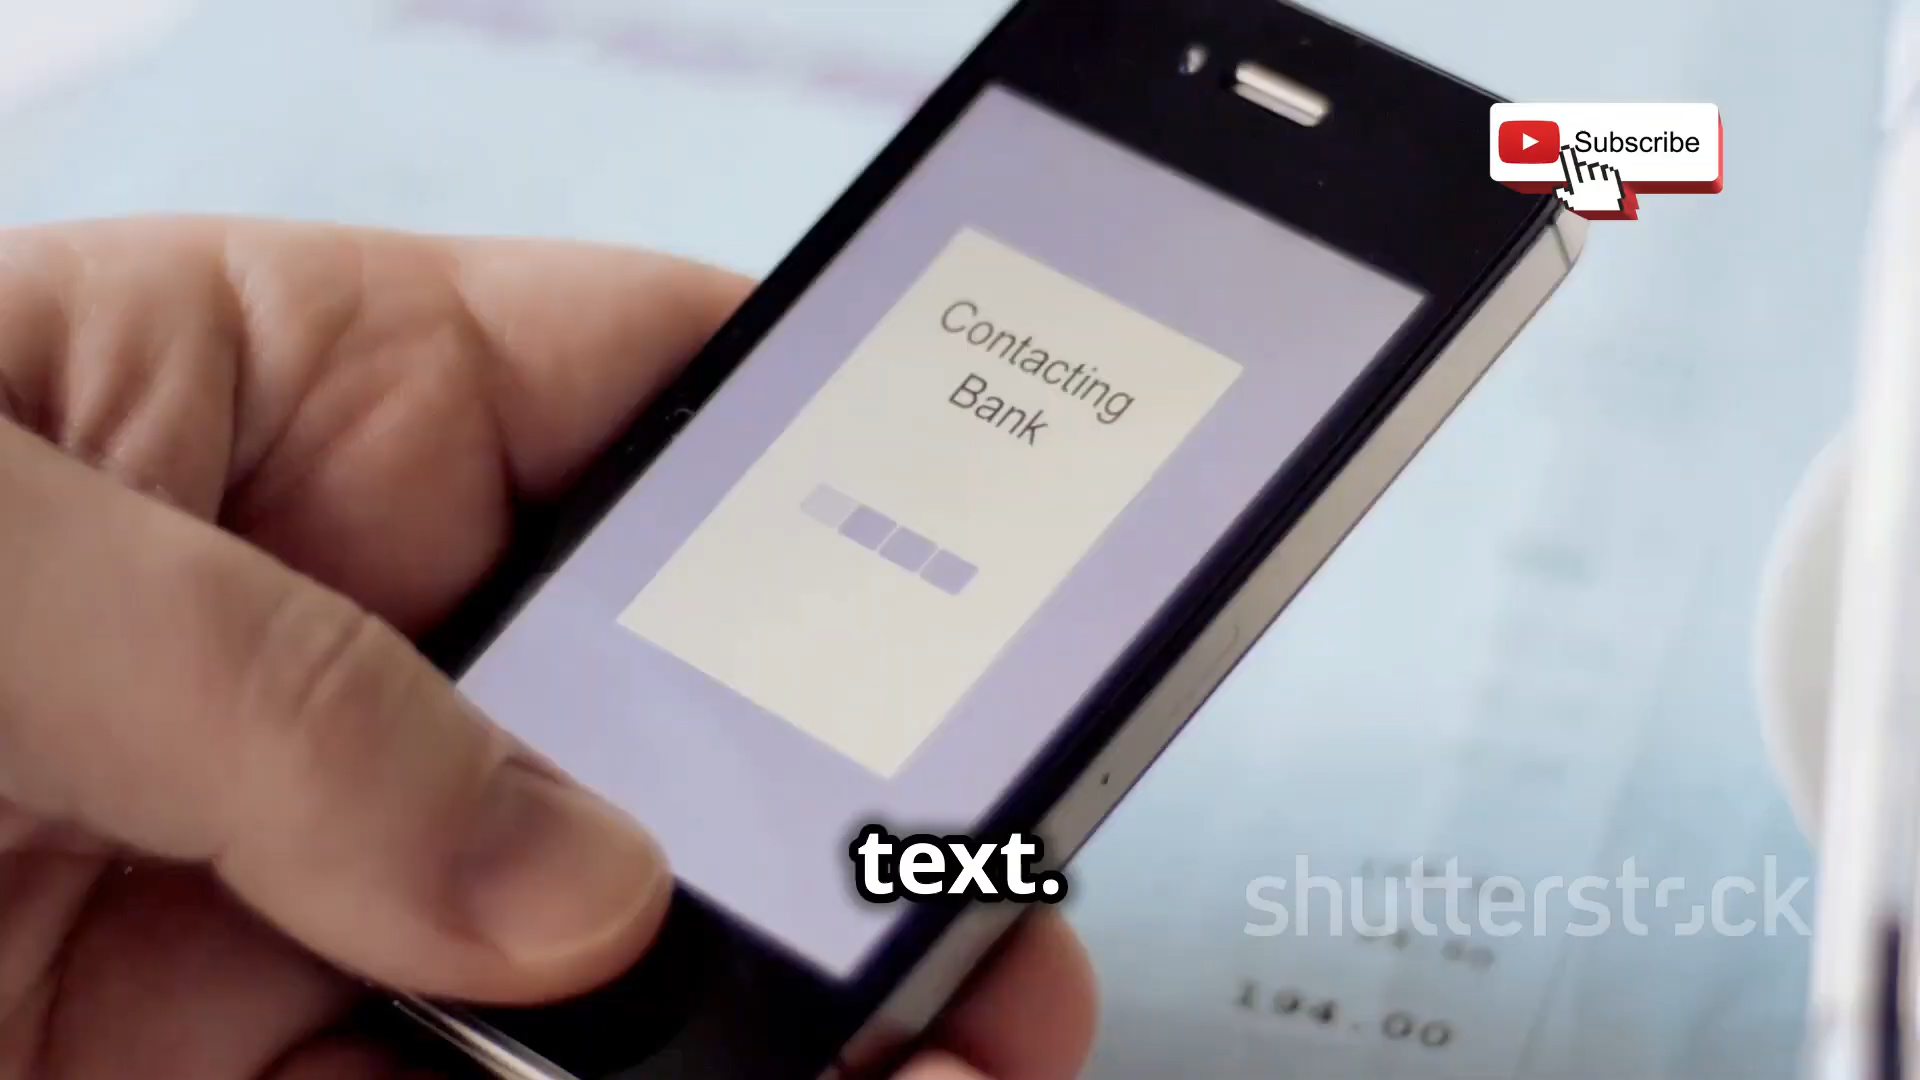 Subscribe
Contacting
Bank
text.
shutterstock
194.00